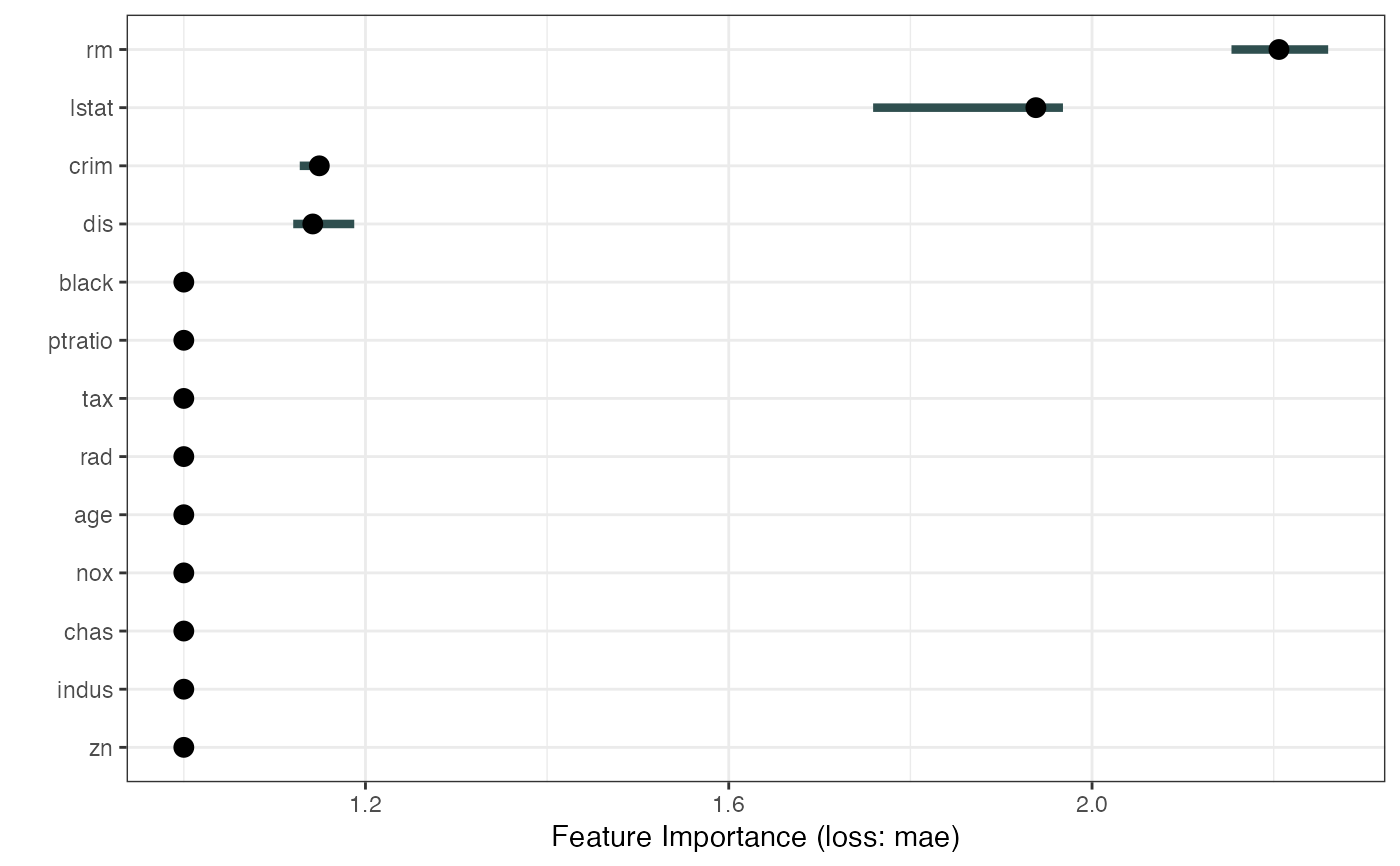 rm
lstat
crim
dis
black
ptratio
tax
rad
age
nox
chas
indus
zn
1.2 1.6 2.0
Feature Importance (loss: mae)